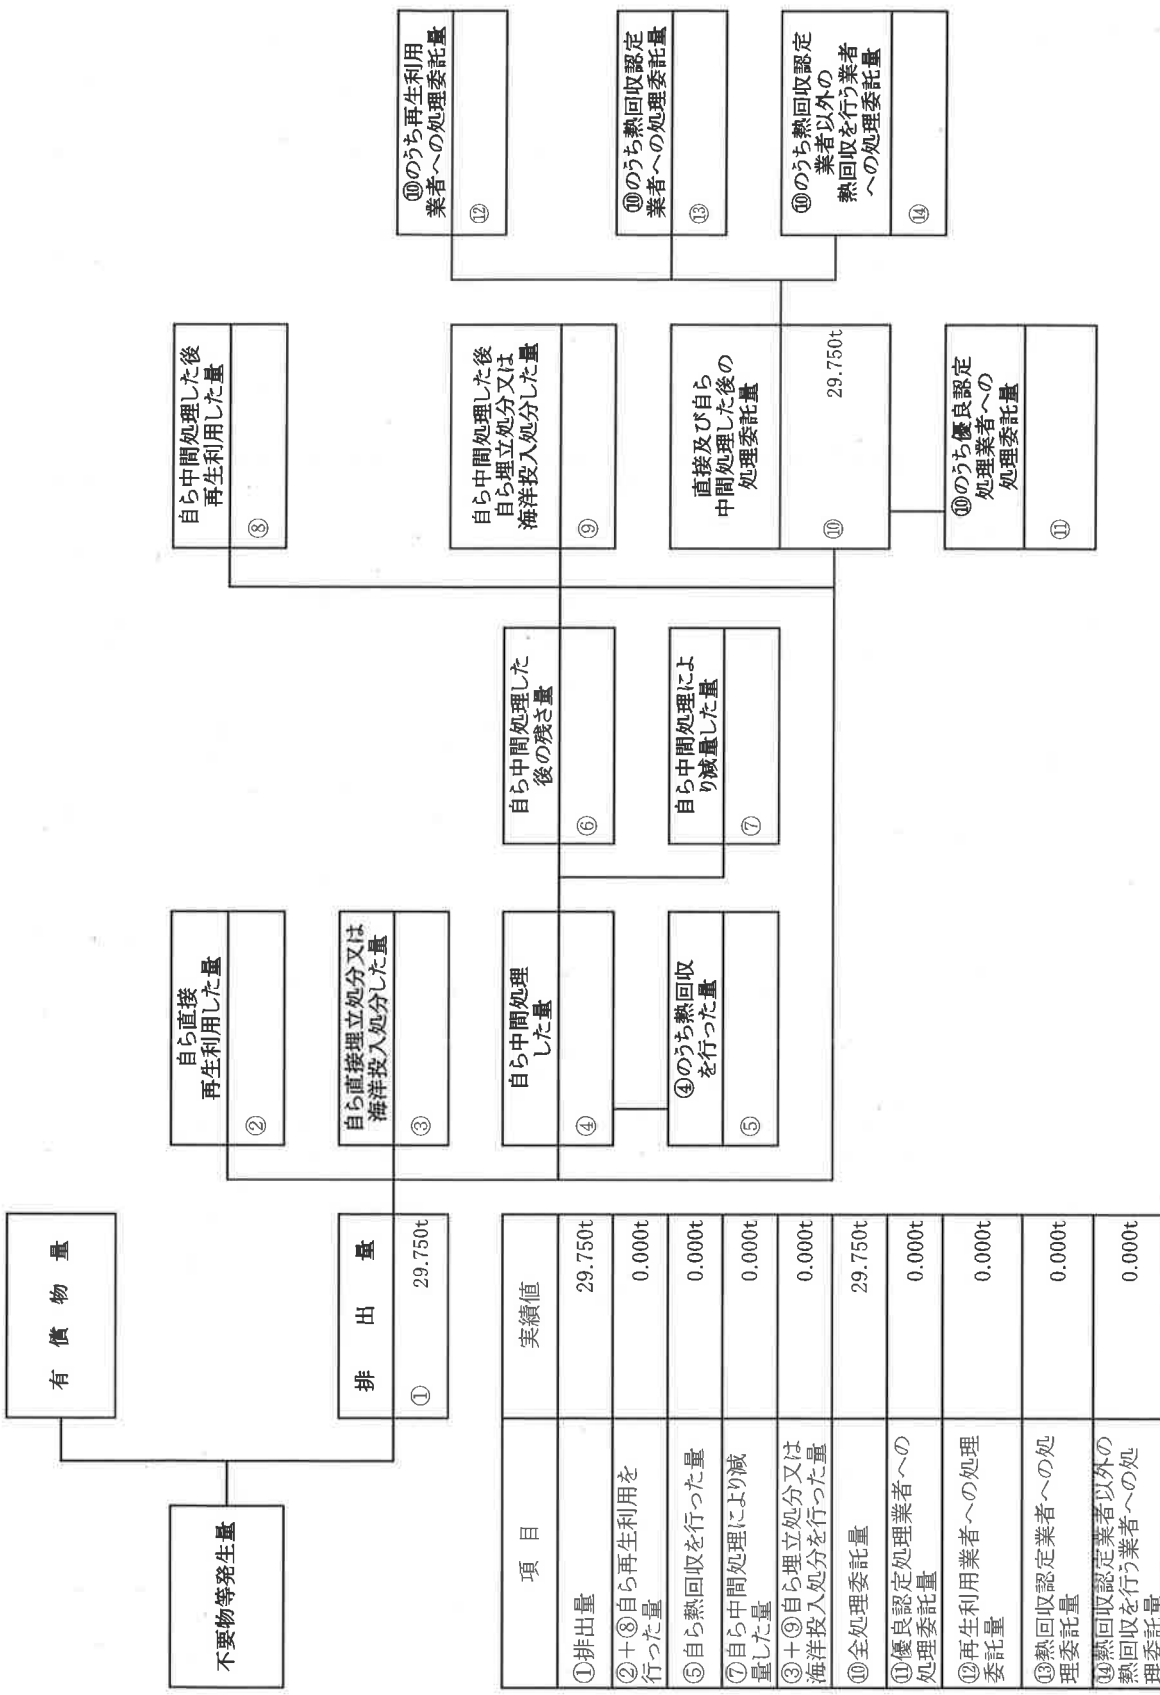 不要物等発生量
有償物量
排出量
① 29.750t
自ら直接
再生利用した量
②
自ら直接埋立処分又は
海洋投入処分した量
③
自ら中間処理
した量
④
④のうち熱回収
を行った量
⑤
自ら中間処理した
後の残さ量
⑥
自ら中間処理によ
り減量した量
⑦
自ら中間処理した後
再生利用した量
⑧
自ら中間処理した後
自ら埋立処分又は
海洋投入処分した量
⑨
直接及び自ら
中間処理した後の
処理委託量
⑩ 29.750t
⑩のうち優良認定
処理業者への
処理委託量
⑪
⑩のうち再生利用
業者への処理委託量
⑫
⑩のうち熱回収認定
業者への処理委託量
⑬
⑩のうち熱回収認定
業者以外の
熱回収を行う業者
への処理委託量
⑭
項目 実績値
①排出量 29.750t
②+⑧自ら再生利用を
行った量 0.000t
⑤自ら熱回収を行った量 0.000t
⑦自ら中間処理により減
量した量 0.000t
③+⑨自ら埋立処分又は
海洋投入処分を行った量 0.000t
⑩全処理委託量 29.750t
⑪優良認定処理業者への
処理委託量 0.000t
⑫再生利用業者への処理
委託量 0.000t
⑬熱回収認定業者への処
理委託量 0.000t
⑭熱回収認定業者以外の
熱回収を行う業者への処
理委託量 0.000t